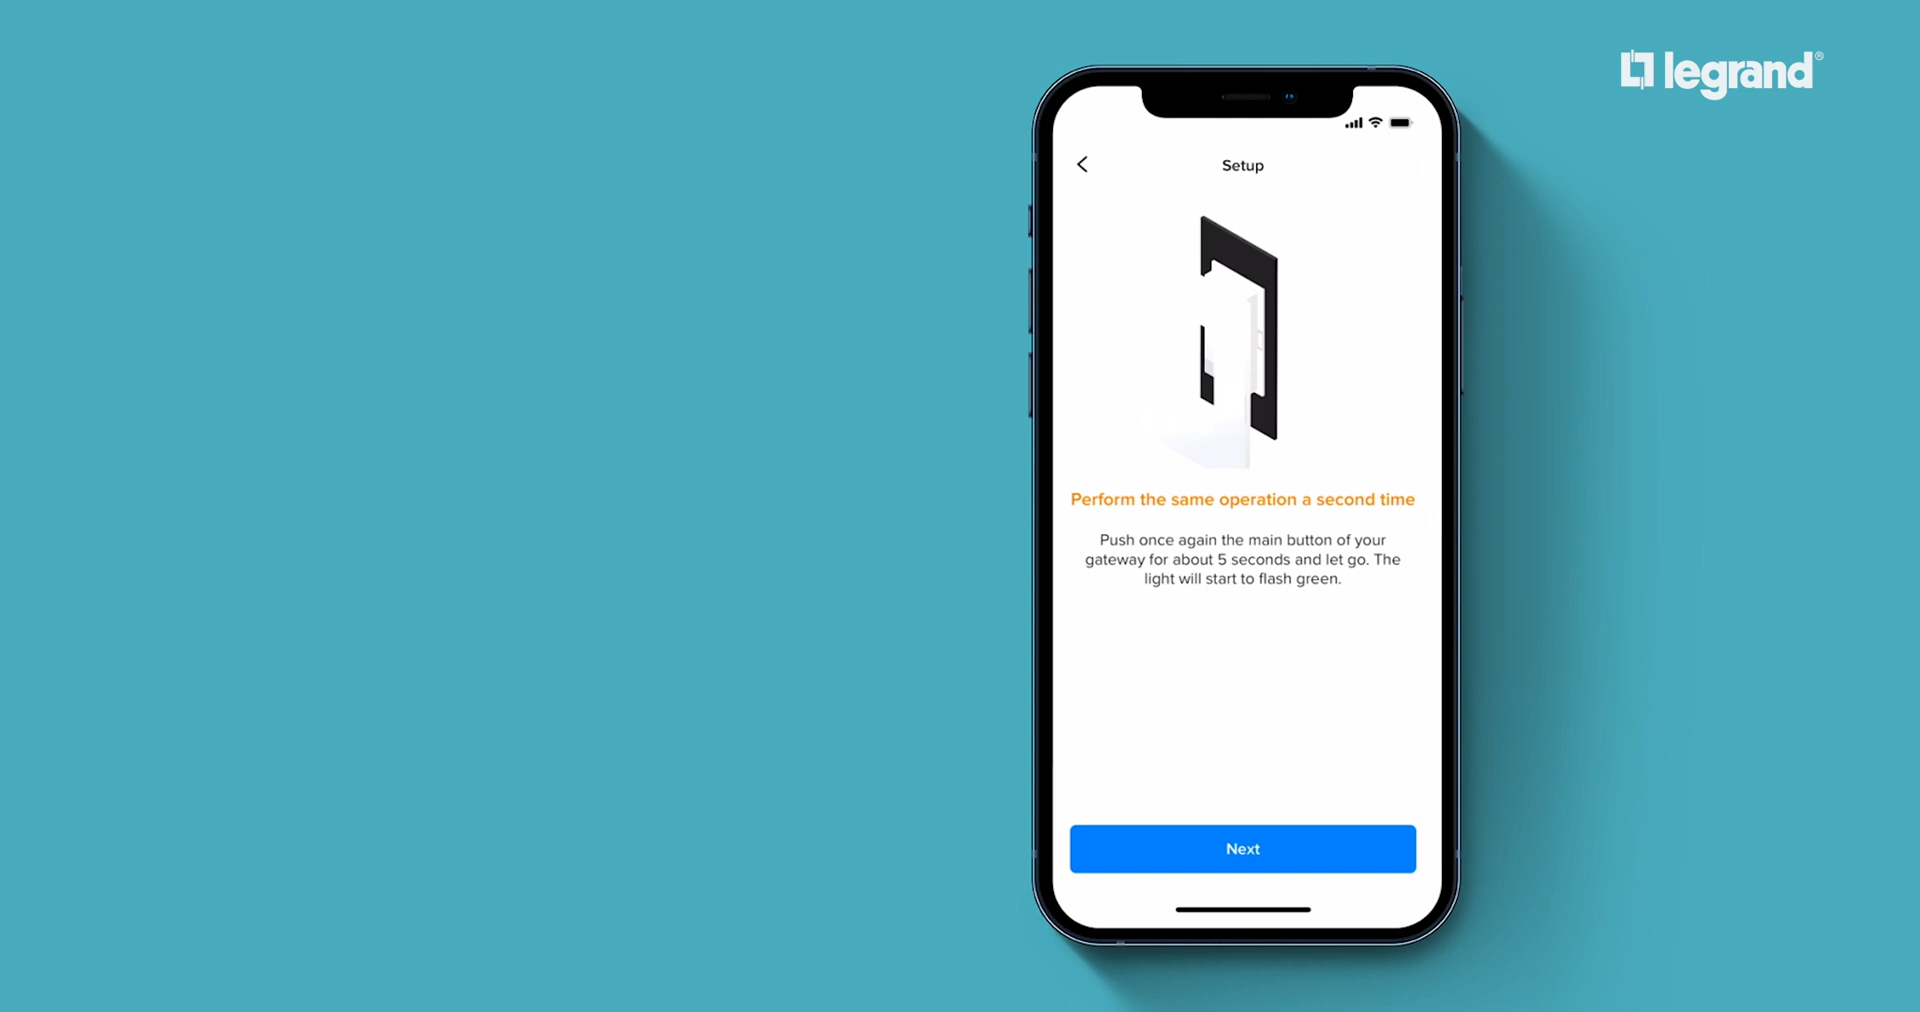 legrand®
Setup
Perform the same operation a second time
Push once again the main button of your
gateway for about 5 seconds and let go. The
light will start to flash green.
Next